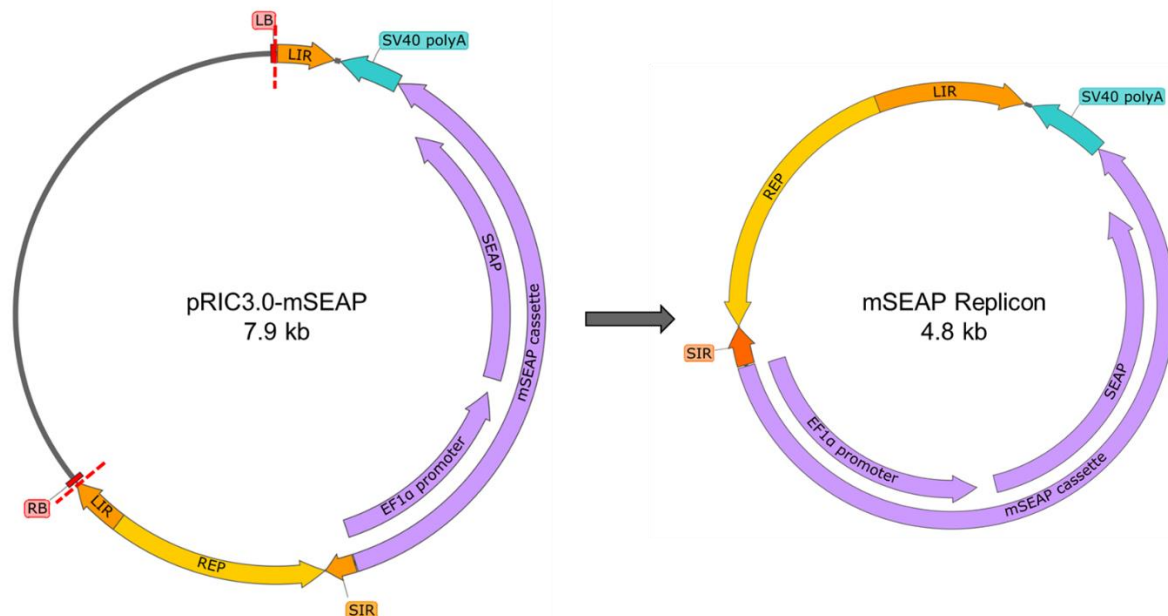 LB
LIR
SV40 polyA
SEAP
mSEAP cassette
EF1α promoter
pRIC3.0-mSEAP
7.9 kb
RB
LIR
REP
SIR
LIR
SV40 polyA
REP
mSEAP Replicon
4.8 kb
SIR
SEAP
EF1α promoter
mSEAP cassette